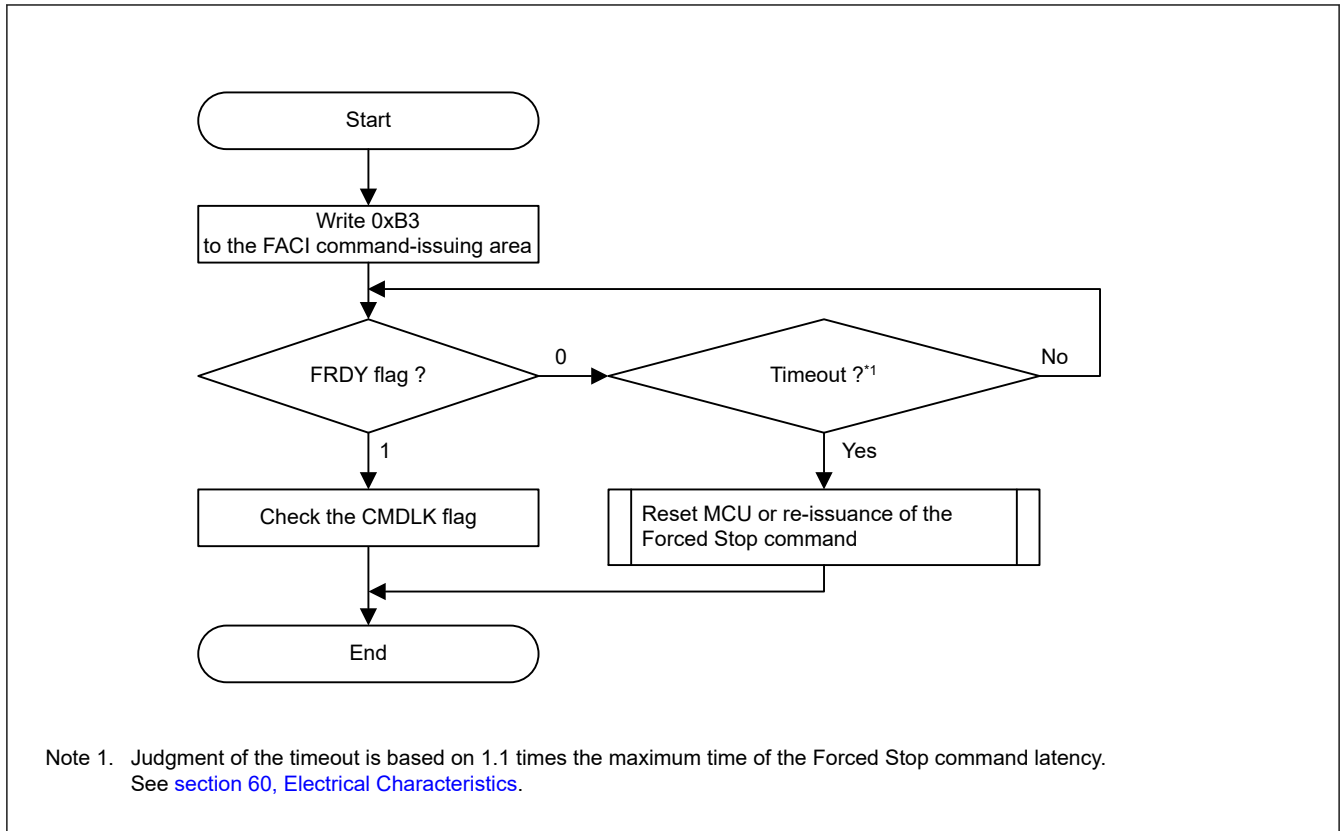 Start
Write 0xB3
to the FACI command-issuing area
FRDY flag ?
0
Timeout ?*1
No
1
Yes
Check the CMDLK flag
Reset MCU or re-issuance of the
Forced Stop command
End
Note 1. Judgment of the timeout is based on 1.1 times the maximum time of the Forced Stop command latency.
See section 60, Electrical Characteristics.